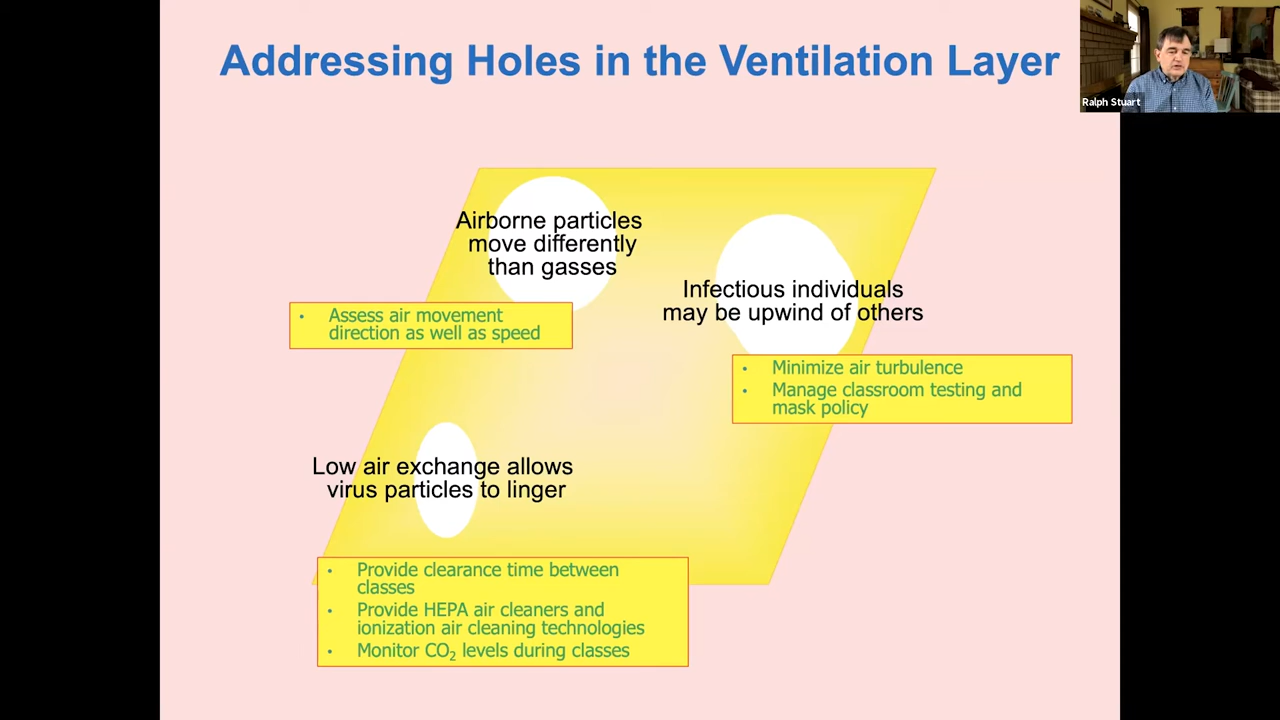 Addressing Holes in the Ventilation Layer
Ralph Stuart
Airborne particles
move differently
than gasses
• Assess air movement
direction as well as speed
Infectious individuals
may be upwind of others
• Minimize air turbulence
• Manage classroom testing and
mask policy
Low air exchange allows
virus particles to linger
• Provide clearance time between
classes
• Provide HEPA air cleaners and
ionization air cleaning technologies
• Monitor CO₂ levels during classes